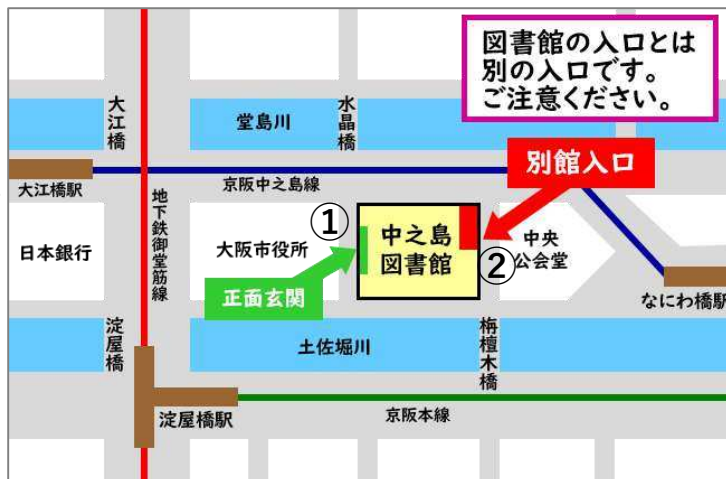 図書館の入口とは
別の入口です。
ご注意ください。
大江橋
堂島川
水晶橋
別館入口
大江橋駅
京阪中之島線
地下鉄御堂筋線
①
日本銀行
大阪市役所
中之島
図書館
②
中央
公会堂
正面玄関
なにわ橋駅
淀屋橋
土佐堀川
栴檀木橋
淀屋橋駅
京阪本線